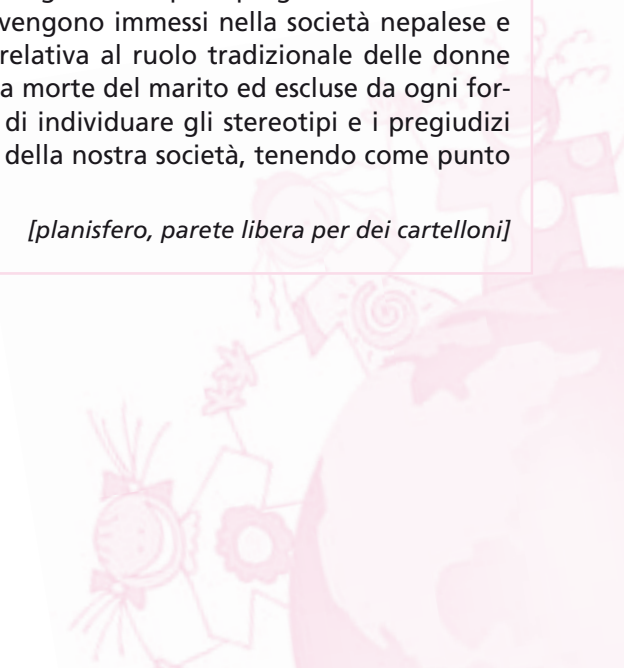 vengono immessi nella società nepalese e
relativa al ruolo tradizionale delle donne
a morte del marito ed escluse da ogni for-
di individuare gli stereotipi e i pregiudizi
della nostra società, tenendo come punto
[planisfero, parete libera per dei cartelloni]